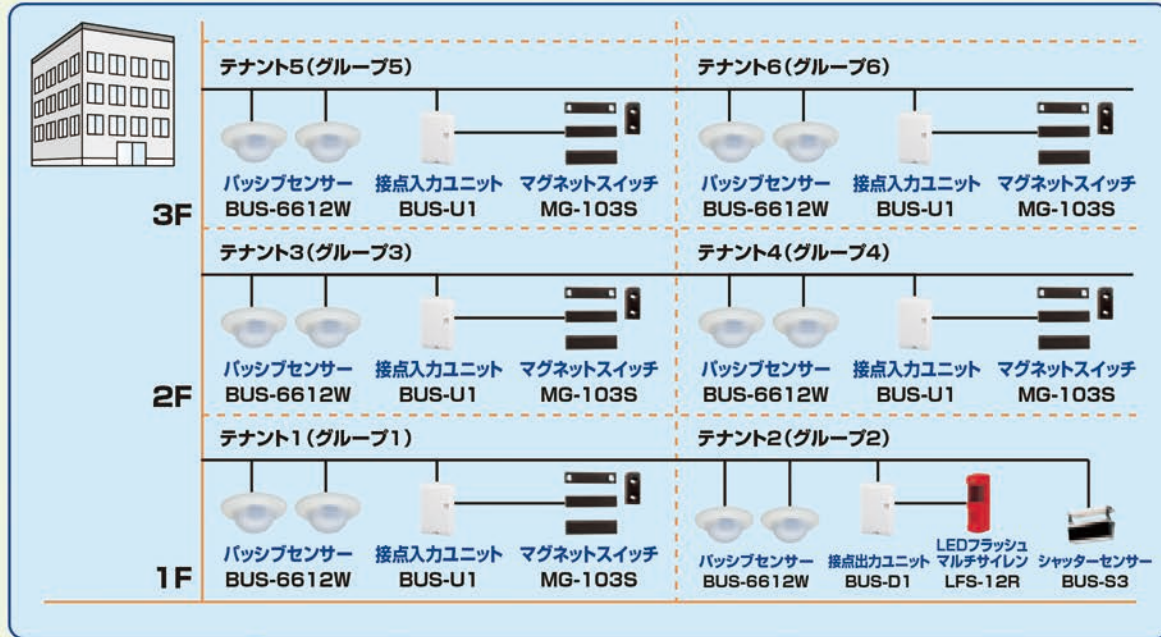 テナント5(グループ5)
テナント6(グループ6)
パッシブセンサー 接点入力ユニット マグネットスイッチ
BUS-6612W BUS-U1 MG-103S
パッシブセンサー 接点入力ユニット マグネットスイッチ
BUS-6612W BUS-U1 MG-103S
3F
テナント3(グループ3)
テナント4(グループ4)
パッシブセンサー 接点入力ユニット マグネットスイッチ
BUS-6612W BUS-U1 MG-103S
パッシブセンサー 接点入力ユニット マグネットスイッチ
BUS-6612W BUS-U1 MG-103S
2F
テナント1(グループ1)
テナント2(グループ2)
パッシブセンサー 接点入力ユニット マグネットスイッチ
BUS-6612W BUS-U1 MG-103S
パッシブセンサー
BUS-6612W
接点出力ユニット
BUS-D1
LEDフラッシュ
マルチサイレン
LFS-12R
シャッターセンサー
BUS-S3
1F